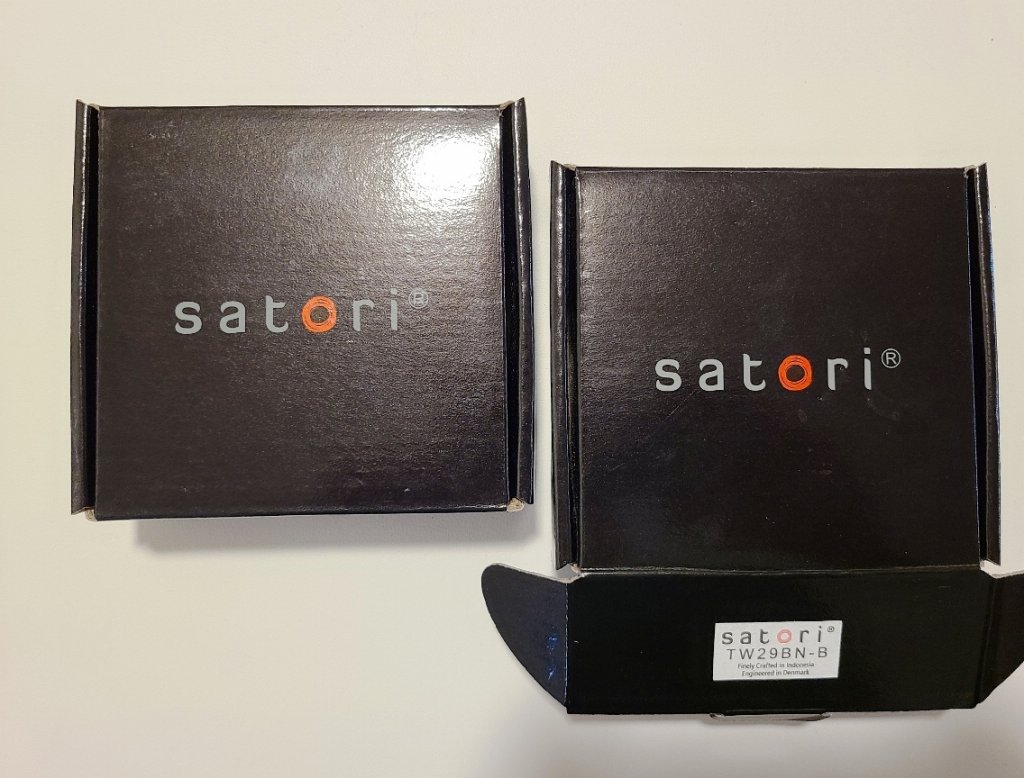 satori®
satori®
satori®
TW29BN-B
Finely Crafted in Indonesia
Engineered in Denmark